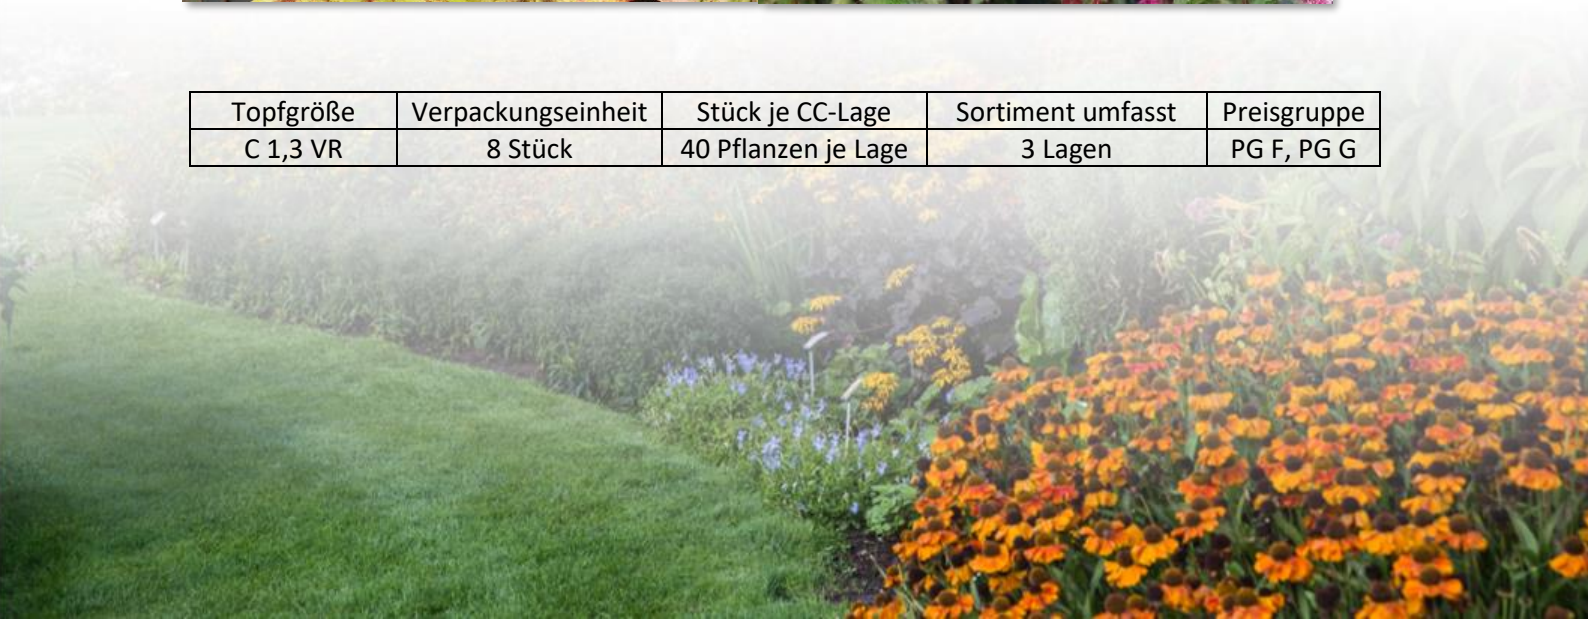 Topfgröße Verpackungseinheit Stück je CC-Lage Sortiment umfasst Preisgruppe
C 1,3 VR 8 Stück 40 Pflanzen je Lage 3 Lagen PG F, PG G